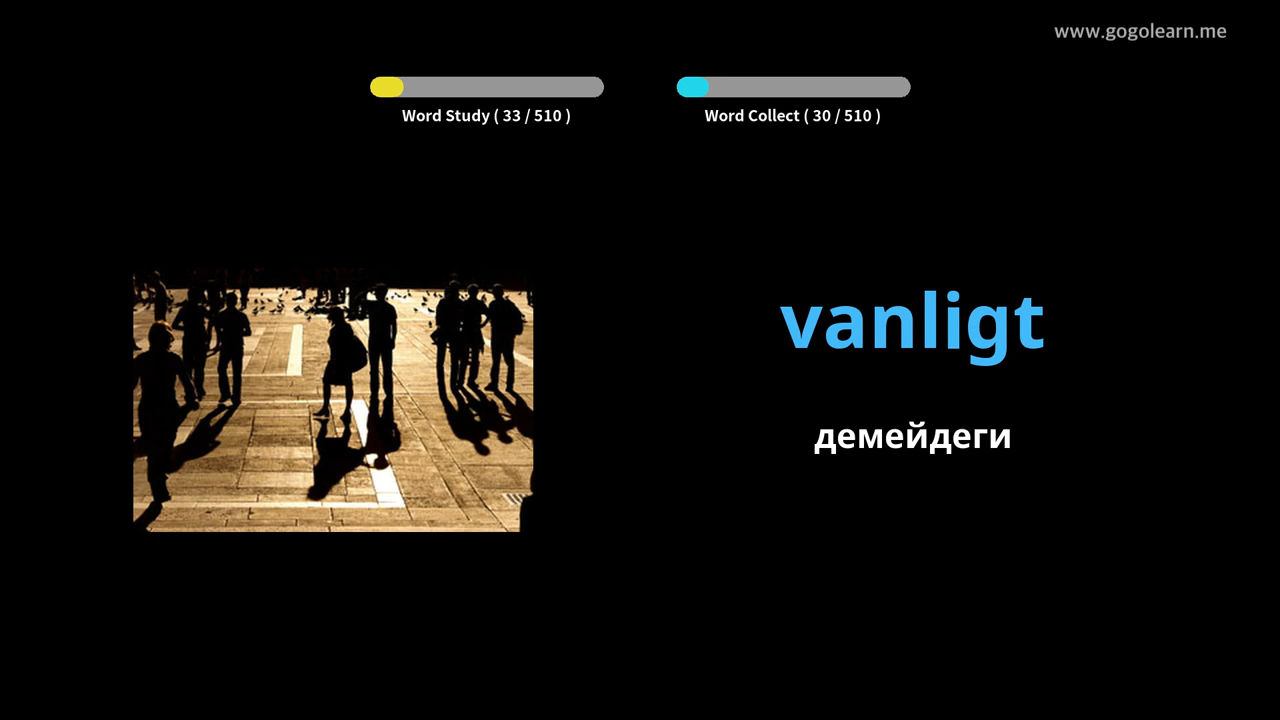 www.gogolearn.me
Word Study ( 33 / 510 )
Word Collect ( 30 / 510 )
vanligt
демейдеги